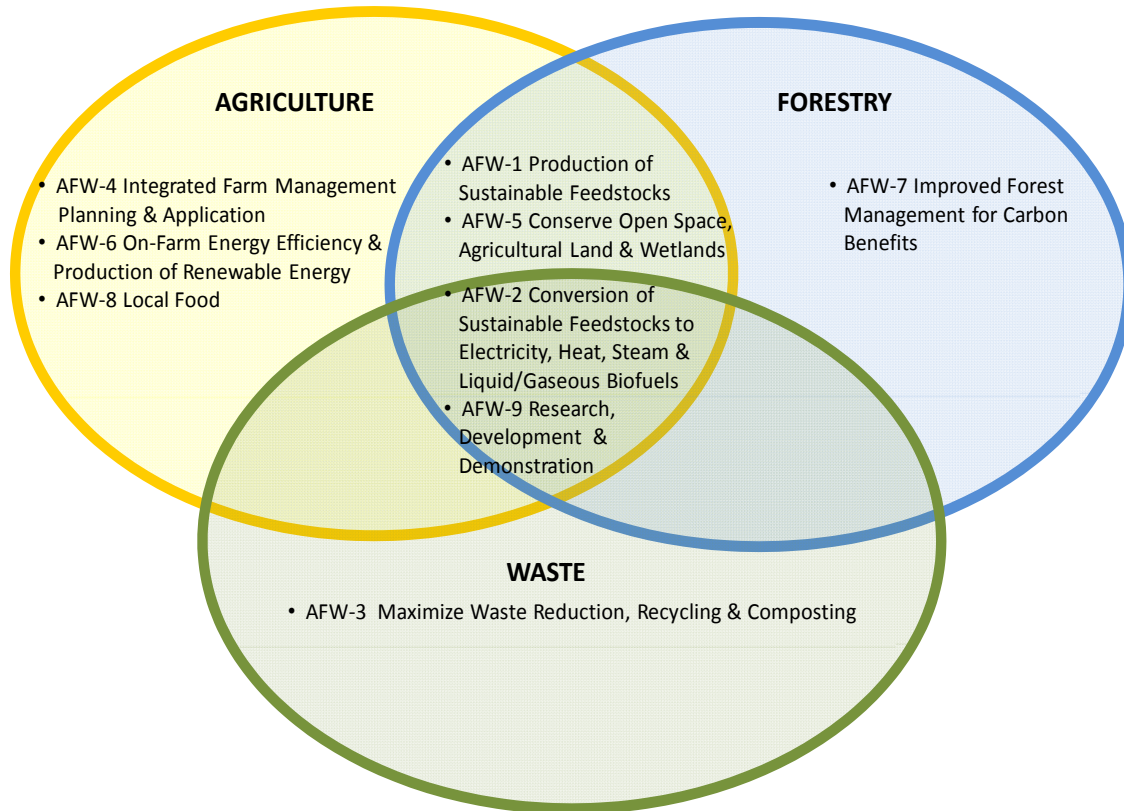 AGRICULTURE
• AFW-4 Integrated Farm Management
Planning & Application
• AFW-6 On-Farm Energy Efficiency &
Production of Renewable Energy
• AFW-8 Local Food
• AFW-1 Production of
Sustainable Feedstocks
• AFW-5 Conserve Open Space,
Agricultural Land & Wetlands
• AFW-2 Conversion of
Sustainable Feedstocks to
Electricity, Heat, Steam &
Liquid/Gaseous Biofuels
• AFW-9 Research,
Development &
Demonstration
FORESTRY
• AFW-7 Improved Forest
Management for Carbon
Benefits
WASTE
• AFW-3 Maximize Waste Reduction, Recycling & Composting